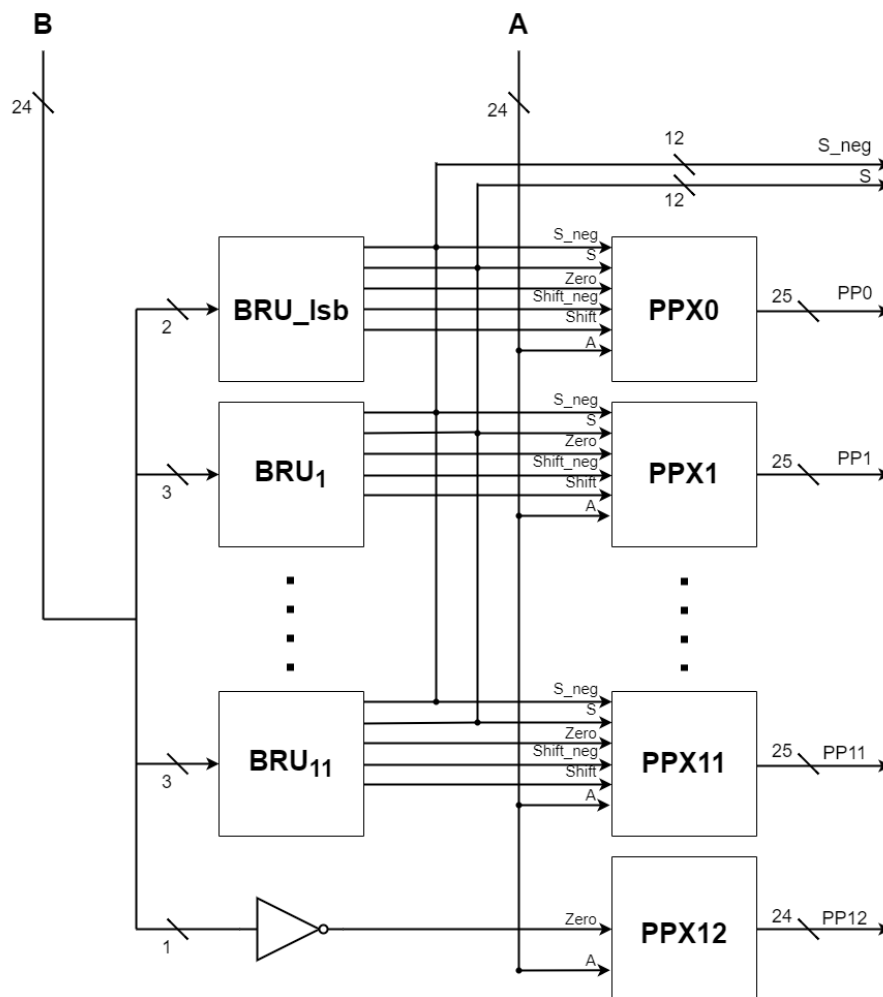 B
A
24
24
12
S_neg
S
12
BRU_lsb
S_neg
S
Zero
Shift_neg
Shift
A
PPX0
25
PP0
2
BRU1
S_neg
S
Zero
Shift_neg
Shift
A
PPX1
25
PP1
3
BRU11
S_neg
S
Zero
Shift_neg
Shift
A
PPX11
25
PP11
3
1
Zero
A
PPX12
24
PP12